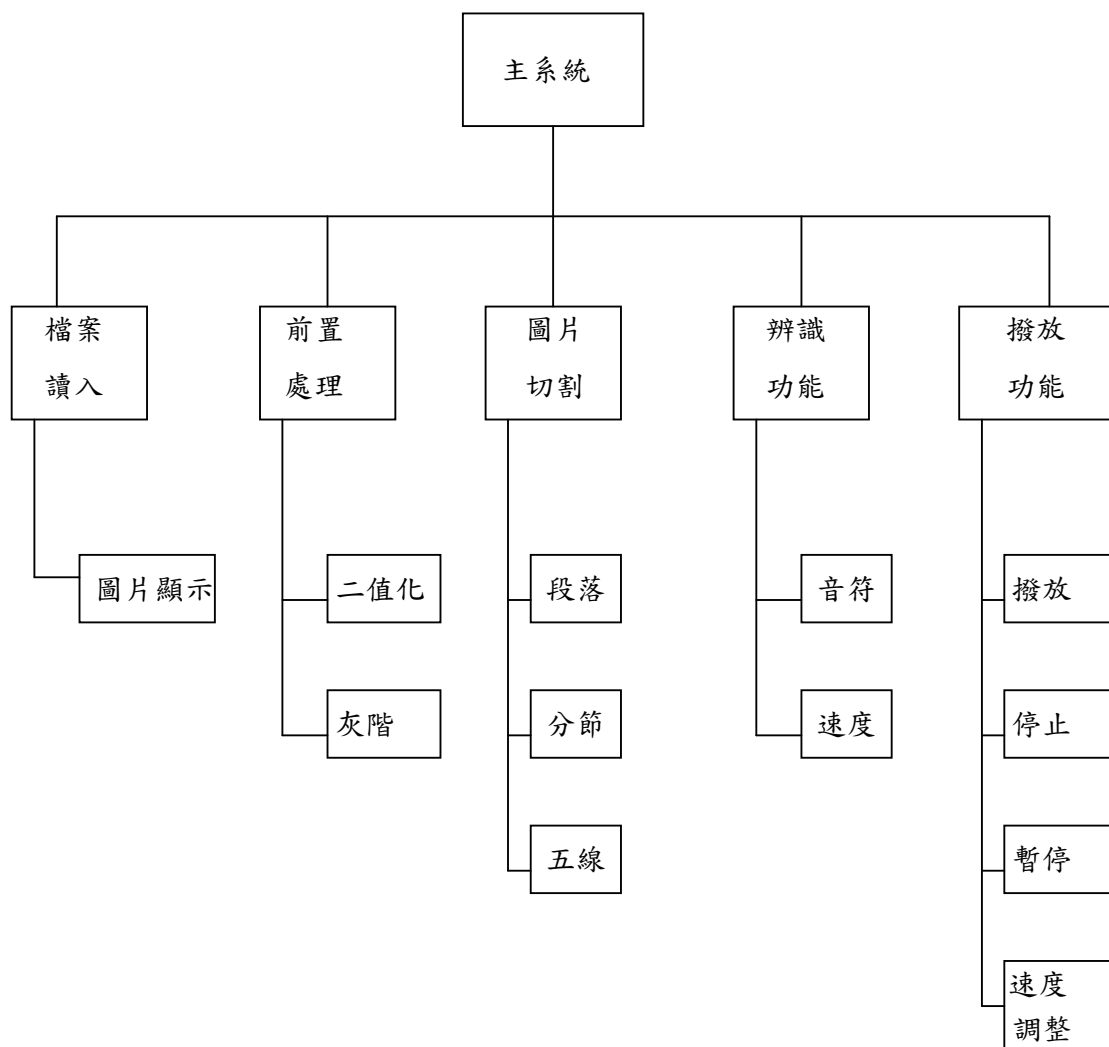 主系統
檔案
讀入
前置
處理
圖片
切割
辨識
功能
撥放
功能
圖片顯示
二值化
段落
音符
撥放
灰階
分節
速度
停止
五線
暫停
速度
調整